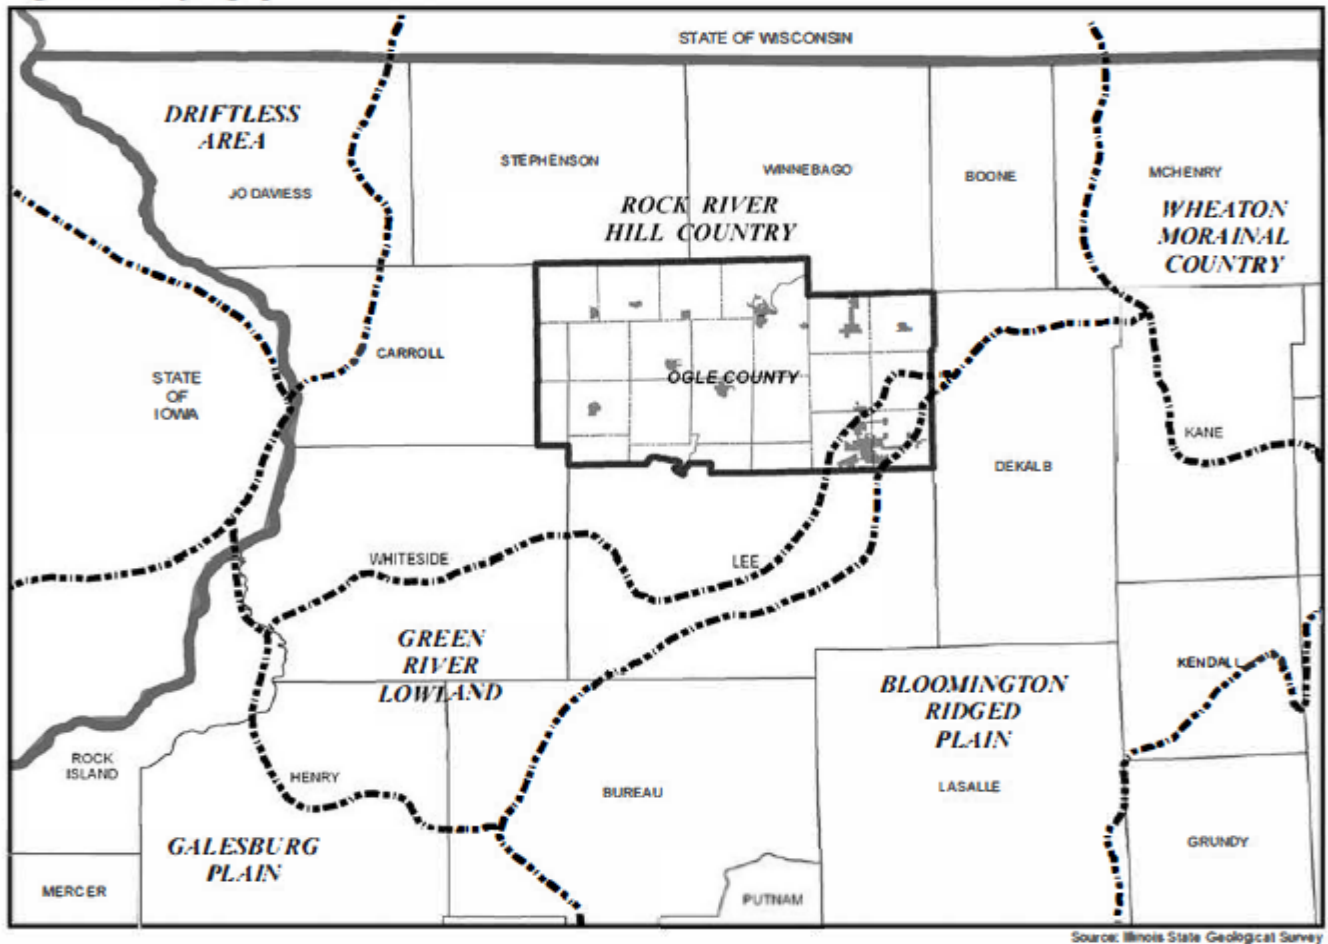 STATE OF WISCONSIN
DRIFTLESS
AREA
STEPHENSON
WINNEBAGO
BOONE
MCHENRY
JO DAVIESS
ROCK RIVER
HILL COUNTRY
WHEATON
MORAINAL
COUNTRY
CARROLL
STATE
OF
IOWA
OGLE COUNTY
KANE
DEKALB
WHITESIDE
LEE
GREEN
RIVER
LOWLAND
KENDALL
BLOOMINGTON
RIDGED
PLAIN
ROCK
ISLAND
HENRY
BUREAU
LASALLE
GALESBURG
PLAIN
GRUNDY
MERCER
PUTNAM
Source: Illinois State Geological Survey